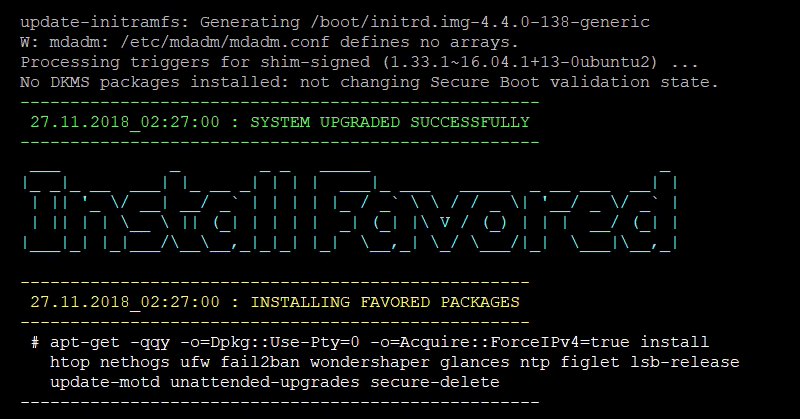 update-initramfs: Generating /boot/initrd.img-4.4.0-138-generic
W: mdadm: /etc/mdadm/mdadm.conf defines no arrays.
Processing triggers for shim-signed (1.33.1~16.04.1+13-0ubuntu2) ...
No DKMS packages installed: not changing Secure Boot validation state.
27.11.2018_02:27:00 : SYSTEM UPGRADED SUCCESSFULLY
Install Favored
27.11.2018_02:27:00 : INSTALLING FAVORED PACKAGES
# apt-get -qqy -o=Dpkg::Use-Pty=0 -o=Acquire::ForceIPv4=true install
htop nethogs ufw fail2ban wondershaper glances ntp figlet lsb-release
update-motd unattended-upgrades secure-delete